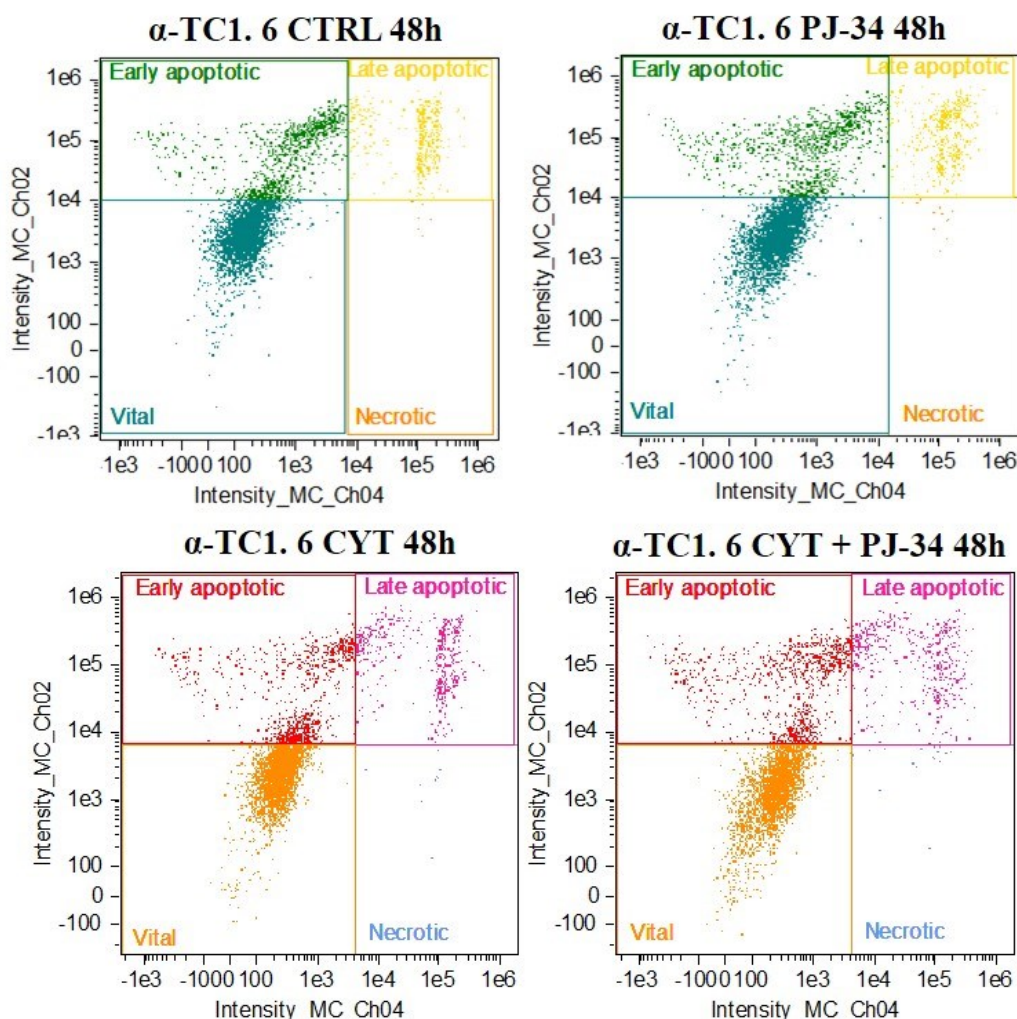 α-TC1. 6 CTRL 48h
Early apoptotic
Late apoptotic
1e6
1e5
1e4
1e3
100
0
-100
-1e3
Intensity_MC_Ch02
Vital
Necrotic
-1e3 -1000 100 1e3 1e4 1e5 1e6
Intensity_MC_Ch04
α-TC1. 6 PJ-34 48h
Early apoptotic
Late apoptotic
1e6
1e5
1e4
1e3
100
0
-100
-1e3
Intensity_MC_Ch02
Vital
Necrotic
-1e3 -1000 100 1e3 1e4 1e5 1e6
Intensity_MC_Ch04
α-TC1. 6 CYT 48h
Early apoptotic
Late apoptotic
1e6
1e5
1e4
1e3
100
0
-100
Intensity_MC_Ch02
Vital
Necrotic
-1e3 -1000 100 1e3 1e4 1e5 1e6
Intensity_MC_Ch04
α-TC1. 6 CYT + PJ-34 48h
Early apoptotic
Late apoptotic
1e6
1e5
1e4
1e3
100
0
-100
Intensity_MC_Ch02
Vital
Necrotic
-1e3 -1000 100 1e3 1e4 1e5 1e6
Intensity_MC_Ch04